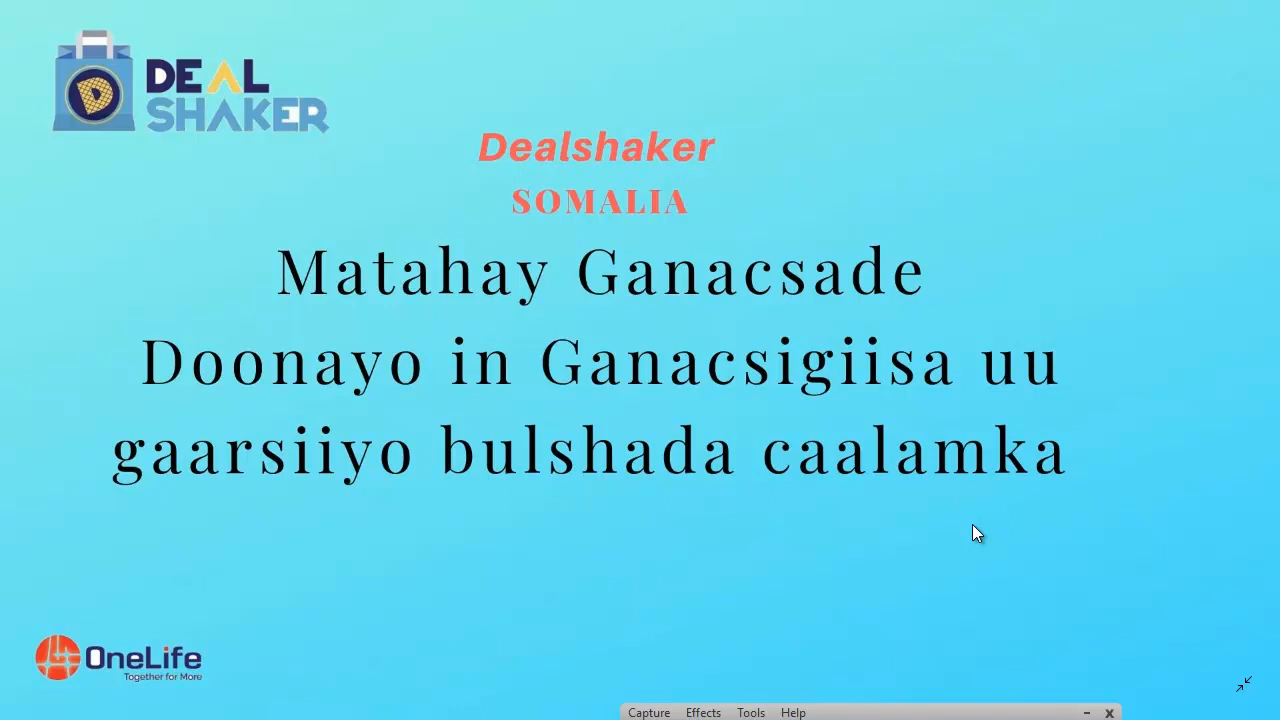 DEAL
SHAKER
Dealshaker
SOMALIA
Matahay Ganacsade
Doonayo in Ganacsigiisa uu
gaarsiiyo bulshada caalamka
OneLife
Together for More
Capture Effects Tools Help